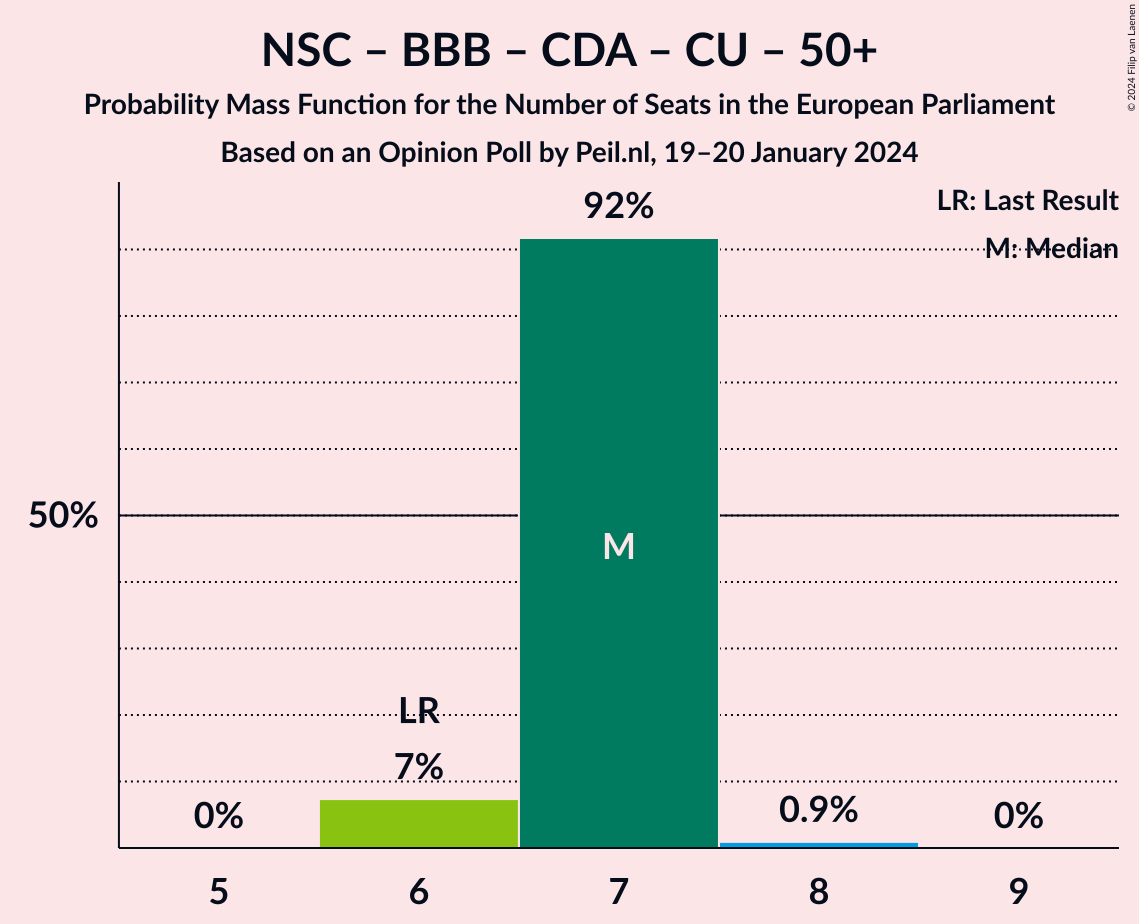 NSC – BBB – CDA – CU – 50+
Probability Mass Function for the Number of Seats in the European Parliament
Based on an Opinion Poll by Peil.nl, 19–20 January 2024
© 2024 Filip van Laenen
LR: Last Result
M: Median
92%
50%
M
LR
7%
0%
0.9%
0%
5 6 7 8 9